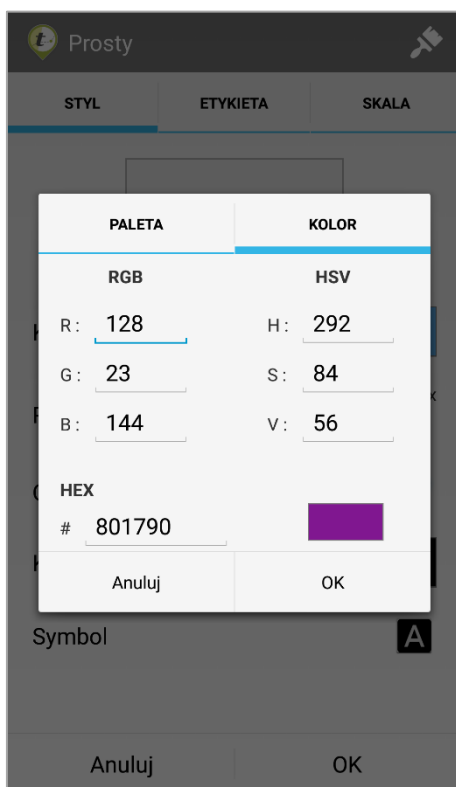 Prosty
STYL ETYKIETA SKALA
PALETA KOLOR
RGB HSV
R: 128 H: 292
G: 23 S: 84
B: 144 V: 56
HEX
# 801790
Anuluj OK
Symbol A
Anuluj OK